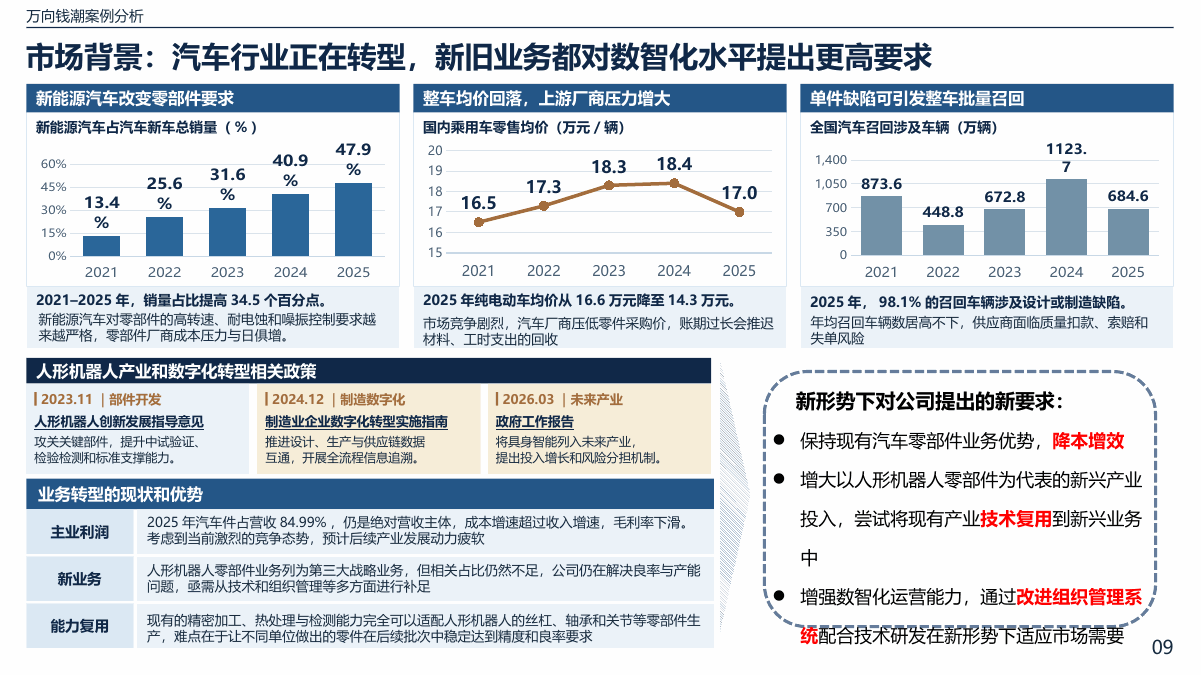 万向钱潮案例分析
市场背景：汽车行业正在转型，新旧业务都对数智化水平提出更高要求
新能源汽车改变零部件要求
新能源汽车占汽车新车总销量（ % ）
60%
45%
30%
15%
0%
13.4
%
25.6
%
31.6
%
40.9
%
47.9
%
2021
2022
2023
2024
2025
2021–2025 年，销量占比提高 34.5 个百分点。
新能源汽车对零部件的高转速、耐电蚀和噪振控制要求越
来越严格，零部件厂商成本压力与日俱增。
整车均价回落，上游厂商压力增大
国内乘用车零售均价（万元 / 辆）
20
19
18
17
16
15
16.5
17.3
18.3
18.4
17.0
2021
2022
2023
2024
2025
2025 年纯电动车均价从 16.6 万元降至 14.3 万元。
市场竞争剧烈，汽车厂商压低零件采购价，账期过长会推迟
材料、工时支出的回收
单件缺陷可引发整车批量召回
全国汽车召回涉及车辆（万辆）
1,400
1,050
700
350
0
873.6
448.8
672.8
1123.
7
684.6
2021
2022
2023
2024
2025
2025 年， 98.1% 的召回车辆涉及设计或制造缺陷。
年均召回车辆数居高不下，供应商面临质量扣款、索赔和
失单风险
人形机器人产业和数字化转型相关政策
2023.11 ｜部件开发
人形机器人创新发展指导意见
攻关关键部件，提升中试验证、
检验检测和标准支撑能力。
2024.12 ｜制造数字化
制造业企业数字化转型实施指南
推进设计、生产与供应链数据
互通，开展全流程信息追溯。
2026.03 ｜未来产业
政府工作报告
将具身智能列入未来产业，
提出投入增长和风险分担机制。
业务转型的现状和优势
主业利润
2025 年汽车件占营收 84.99% ，仍是绝对营收主体，成本增速超过收入增速，毛利率下滑。
考虑到当前激烈的竞争态势，预计后续产业发展动力疲软
新业务
人形机器人零部件业务列为第三大战略业务，但相关占比仍然不足，公司仍在解决良率与产能
问题，亟需从技术和组织管理等多方面进行补足
能力复用
现有的精密加工、热处理与检测能力完全可以适配人形机器人的丝杠、轴承和关节等零部件生
产，难点在于让不同单位做出的零件在后续批次中稳定达到精度和良率要求
新形势下对公司提出的新要求：
● 保持现有汽车零部件业务优势，降本增效
● 增大以人形机器人零部件为代表的新兴产业
投入，尝试将现有产业技术复用到新兴业务
中
● 增强数智化运营能力，通过改进组织管理系
统配合技术研发在新形势下适应市场需要
09